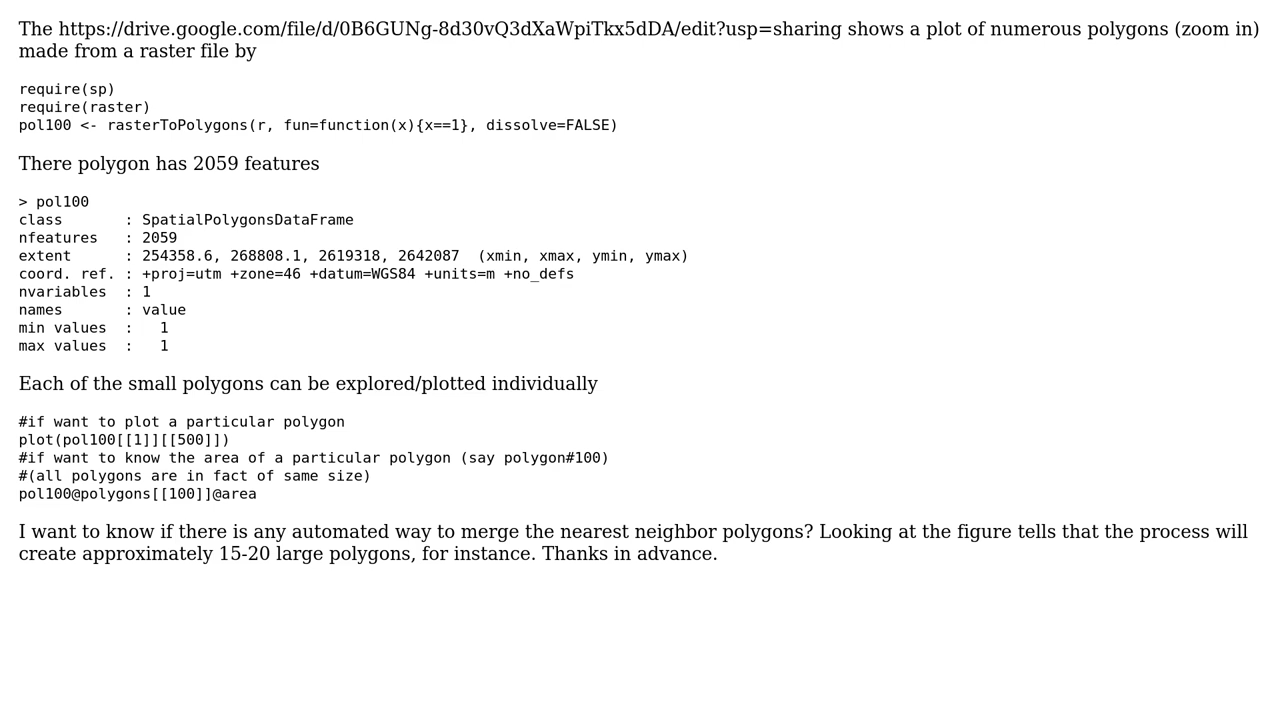 The https://drive.google.com/file/d/0B6GUNg-8d30vQ3dXaWpiTkx5dDA/edit?usp=sharing shows a plot of numerous polygons (zoom in)
made from a raster file by
require(sp)
require(raster)
pol100 <- rasterToPolygons(r, fun=function(x){x==1}, dissolve=FALSE)
There polygon has 2059 features
> pol100
class       : SpatialPolygonsDataFrame
nfeatures   : 2059
extent      : 254358.6, 268808.1, 2619318, 2642087  (xmin, xmax, ymin, ymax)
coord. ref. : +proj=utm +zone=46 +datum=WGS84 +units=m +no_defs
nvariables  : 1
names       : value
min values  :   1
max values  :   1
Each of the small polygons can be explored/plotted individually
#if want to plot a particular polygon
plot(pol100[[1]][[500]])
#if want to know the area of a particular polygon (say polygon#100)
#(all polygons are in fact of same size)
pol100@polygons[[100]]@area
I want to know if there is any automated way to merge the nearest neighbor polygons? Looking at the figure tells that the process will
create approximately 15-20 large polygons, for instance. Thanks in advance.